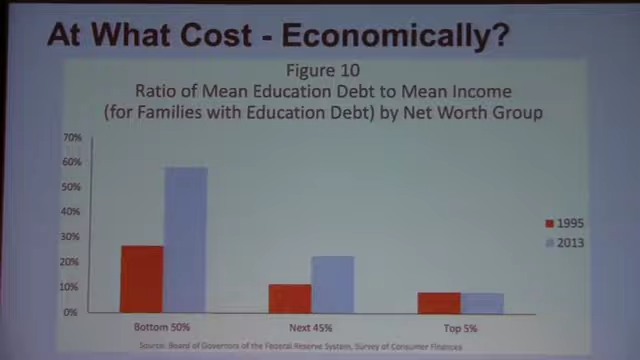 At What Cost - Economically?
Figure 10
Ratio of Mean Education Debt to Mean Income
(for Families with Education Debt) by Net Worth Group
70%
60%
50%
40%
30%
20%
10%
0%
1995
2013
Bottom 50%
Next 45%
Top 5%
Source: Board of Governors of the Federal Reserve System, Survey of Consumer Finances